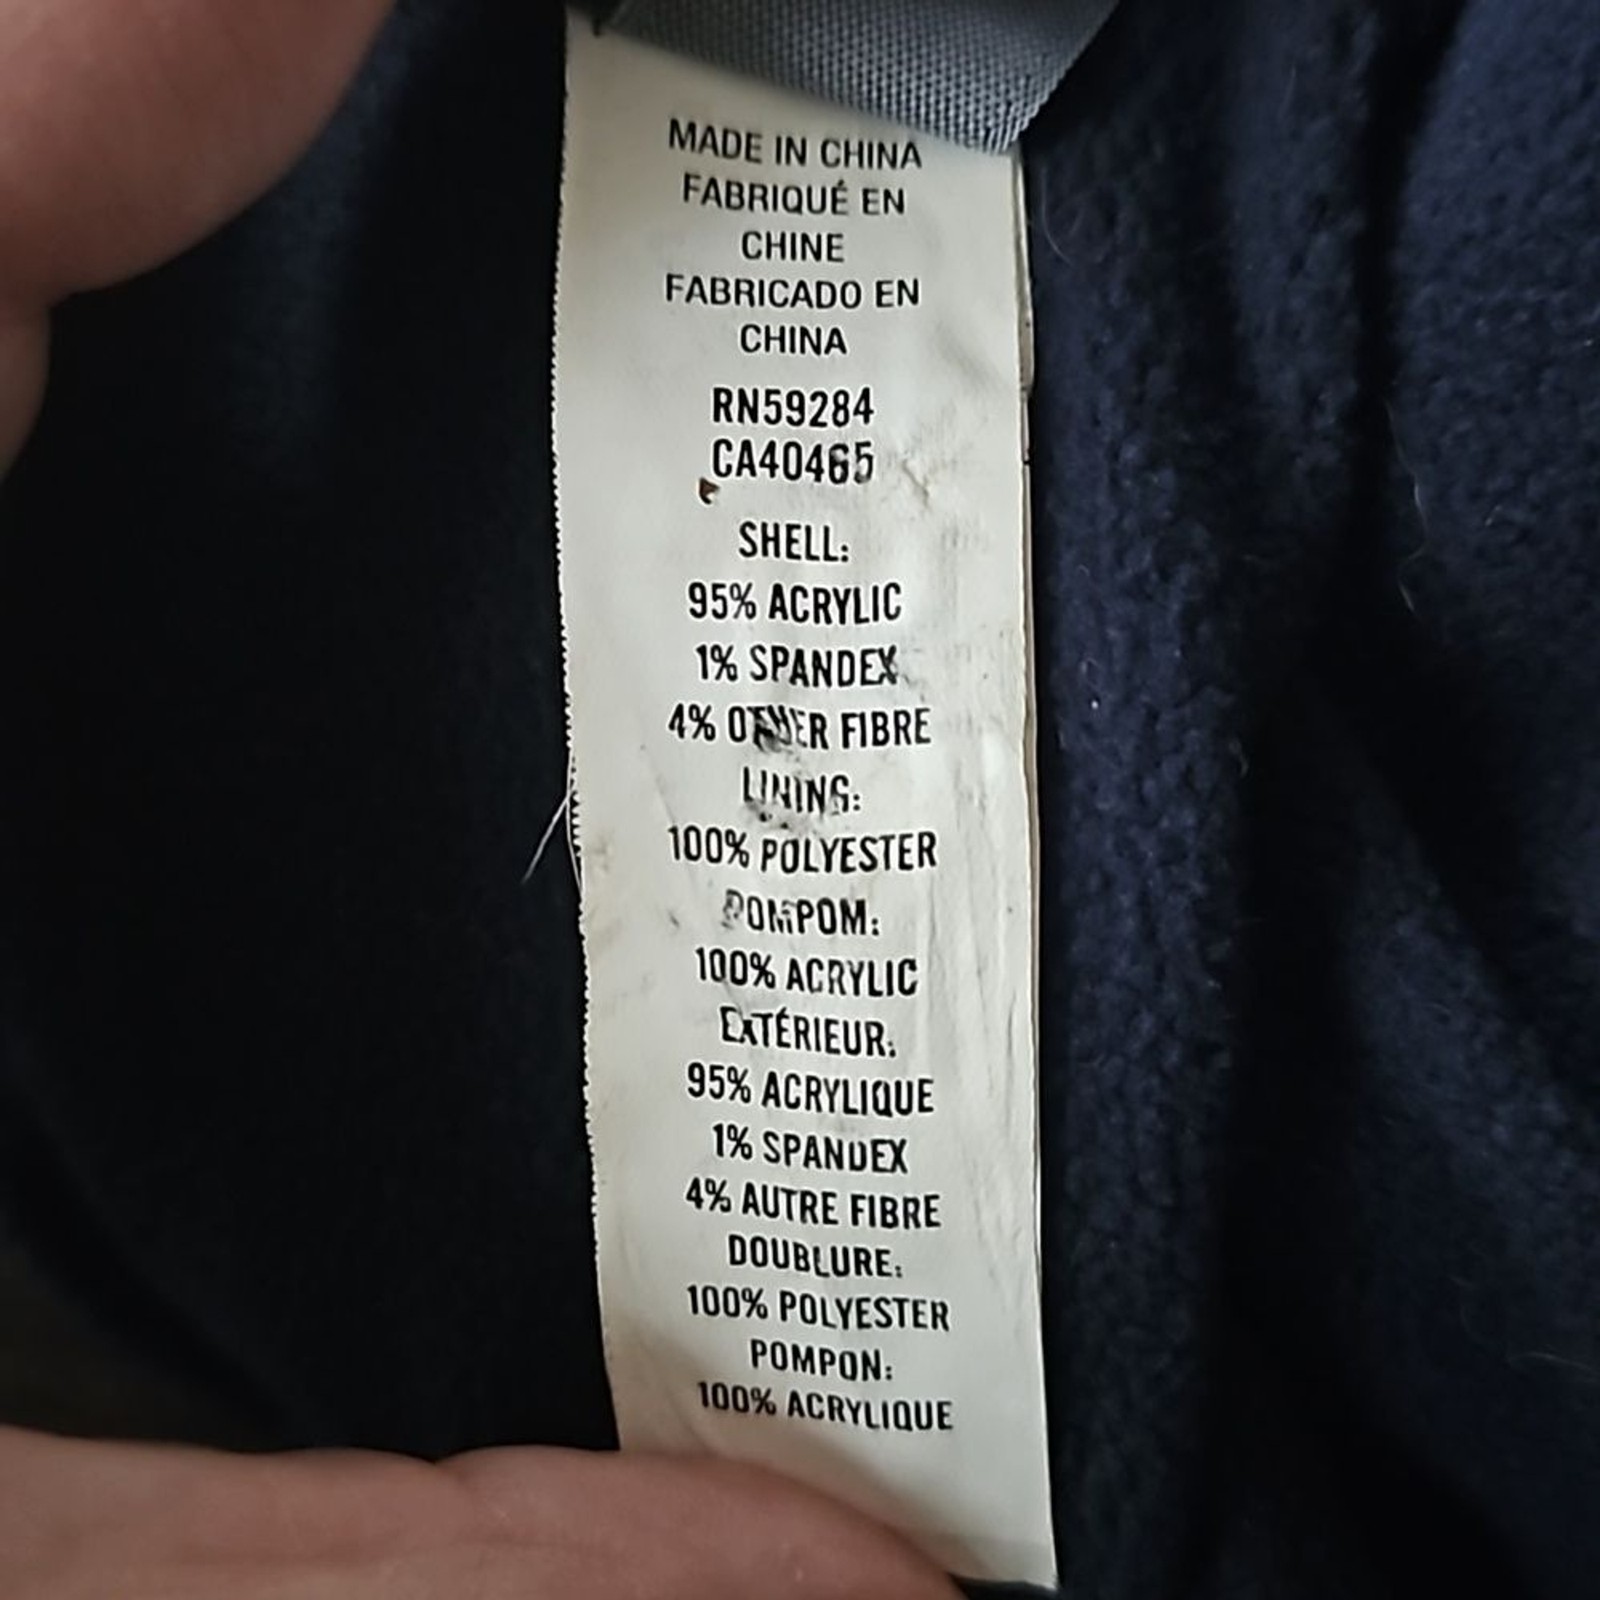 MADE IN CHINA
FABRIQUÉ EN
CHINE
FABRICADO EN
CHINA
RN59284
CA40465
SHELL:
95% ACRYLIC
1% SPANDEX
4% OTHER FIBRE
LINING:
100% POLYESTER
POMPOM:
100% ACRYLIC
EXTÉRIEUR:
95% ACRYLIQUE
1% SPANDEX
4% AUTRE FIBRE
DOUBLURE:
100% POLYESTER
POMPON:
100% ACRYLIQUE